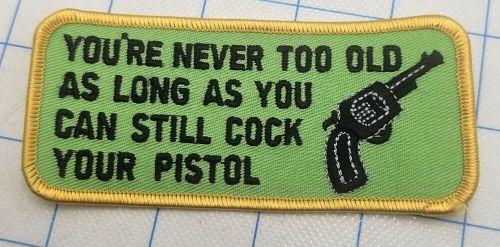 YOU'RE NEVER TOO OLD
AS LONG AS YOU
CAN STILL COCK
YOUR PISTOL